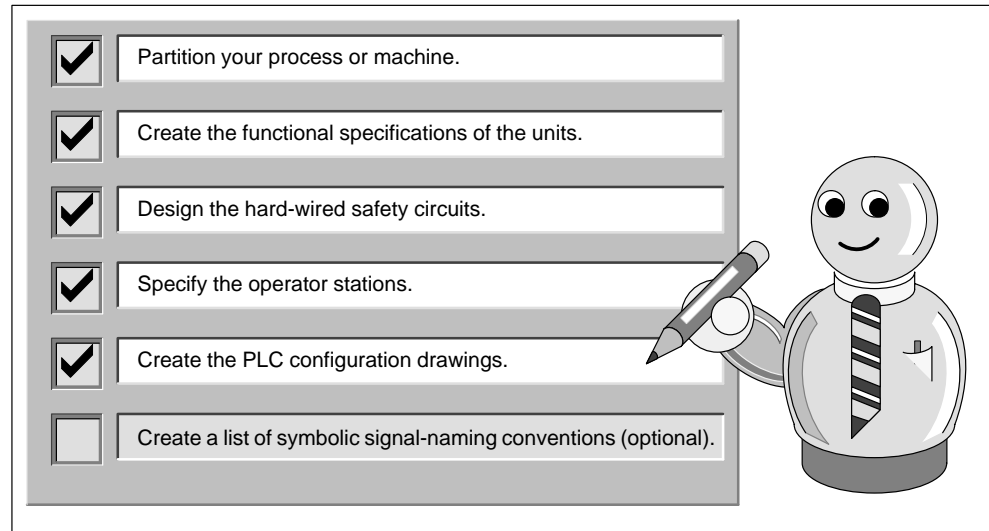 Partition your process or machine.
Create the functional specifications of the units.
Design the hard-wired safety circuits.
Specify the operator stations.
Create the PLC configuration drawings.
Create a list of symbolic signal-naming conventions (optional).